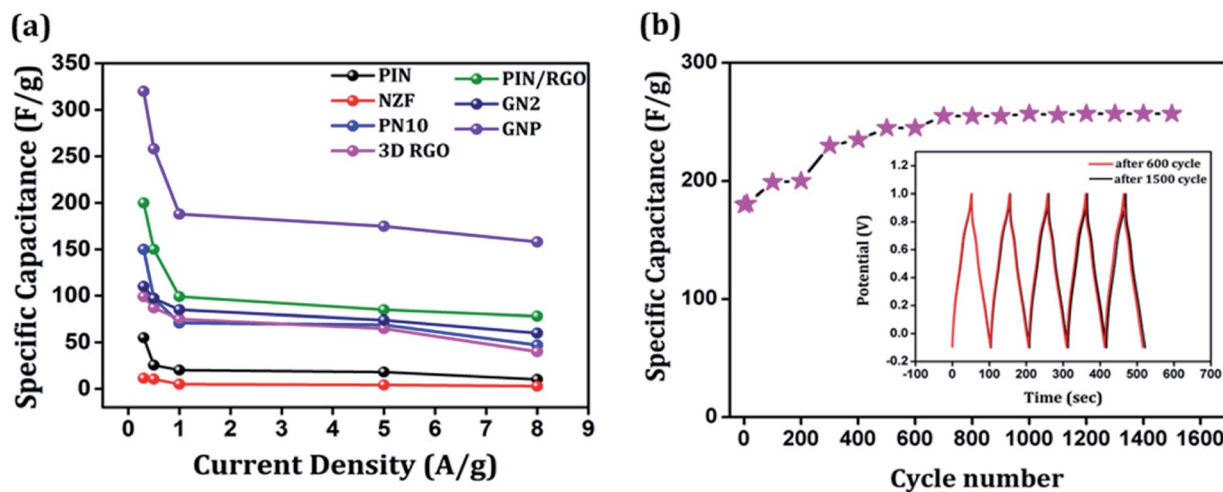 (a)
Specific Capacitance (F/g)
350
300
250
200
150
100
50
0
0 1 2 3 4 5 6 7 8 9
Current Density (A/g)
PIN
NZF
PN10
3D RGO
PIN/RGO
GN2
GNP
(b)
Specific Capacitance (F/g)
300
200
100
0
0 200 400 600 800 1000 1200 1400 1600
Cycle number
after 600 cycle
after 1500 cycle
Potential (V)
1.2
1.0
0.8
0.6
0.4
0.2
0.0
-0.2
-100 0 100 200 300 400 500 600 700
Time (sec)